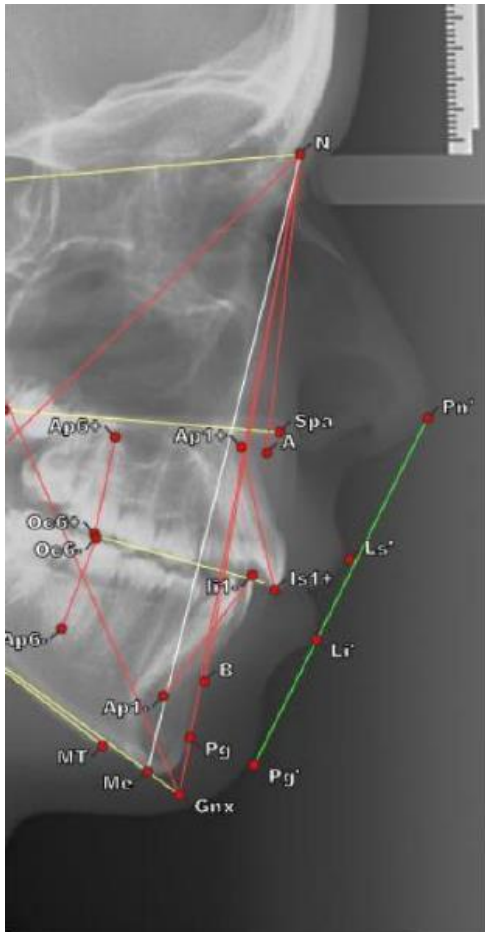 N
Pn'
Spa
Ap6+
Ap1+
A
Oc6+
Oc6-
Ls'
Is1+
Ii1-
Ap6-
Li'
B
Ap1-
Pg
MT
Me
Pg'
Gnx